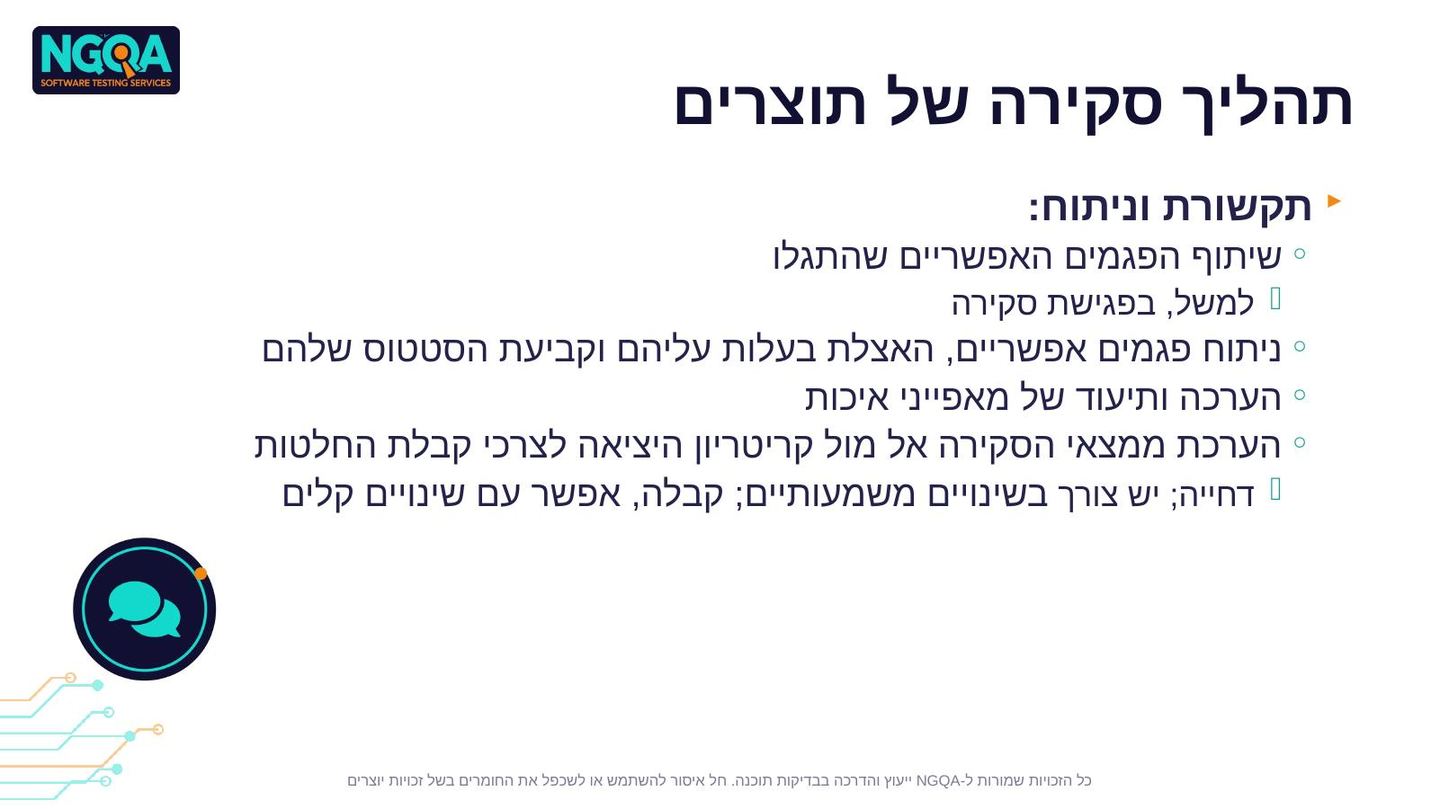 NGQA
SOFTWARE TESTING SERVICES
תהליך סקירה של תוצרים
תקשורת וניתוח:
שיתוף הפגמים האפשריים שהתגלו
למשל, בפגישת סקירה
ניתוח פגמים אפשריים, האצלת בעלות עליהם וקביעת הסטטוס שלהם
הערכה ותיעוד של מאפייני איכות
הערכת ממצאי הסקירה אל מול קריטריון היציאה לצרכי קבלת החלטות
דחייה; יש צורך בשינויים משמעותיים; קבלה, אפשר עם שינויים קלים
כל הזכויות שמורות ל-NGQA ייעוץ והדרכה בבדיקות תוכנה. חל איסור להשתמש או לשכפל את החומרים בשל זכויות יוצרים